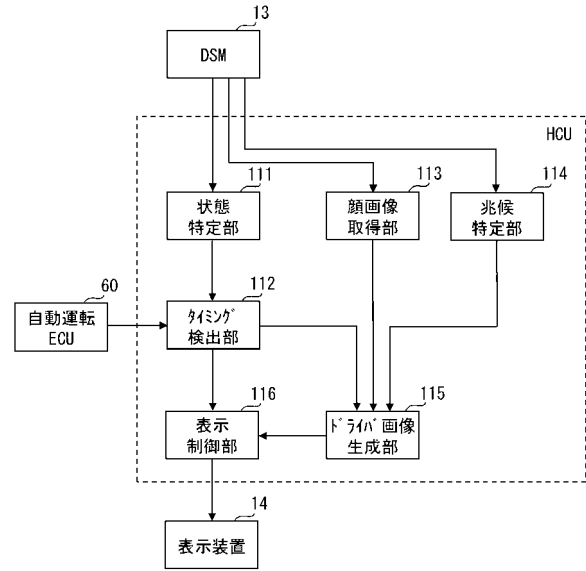 13
DSM
HCU
111
状態
特定部
113
顔画像
取得部
114
兆候
特定部
60
自動運転
ECU
112
ﾀｲﾐﾝｸﾞ
検出部
116
表示
制御部
115
ﾄﾞﾗｲﾊﾞ画像
生成部
14
表示装置